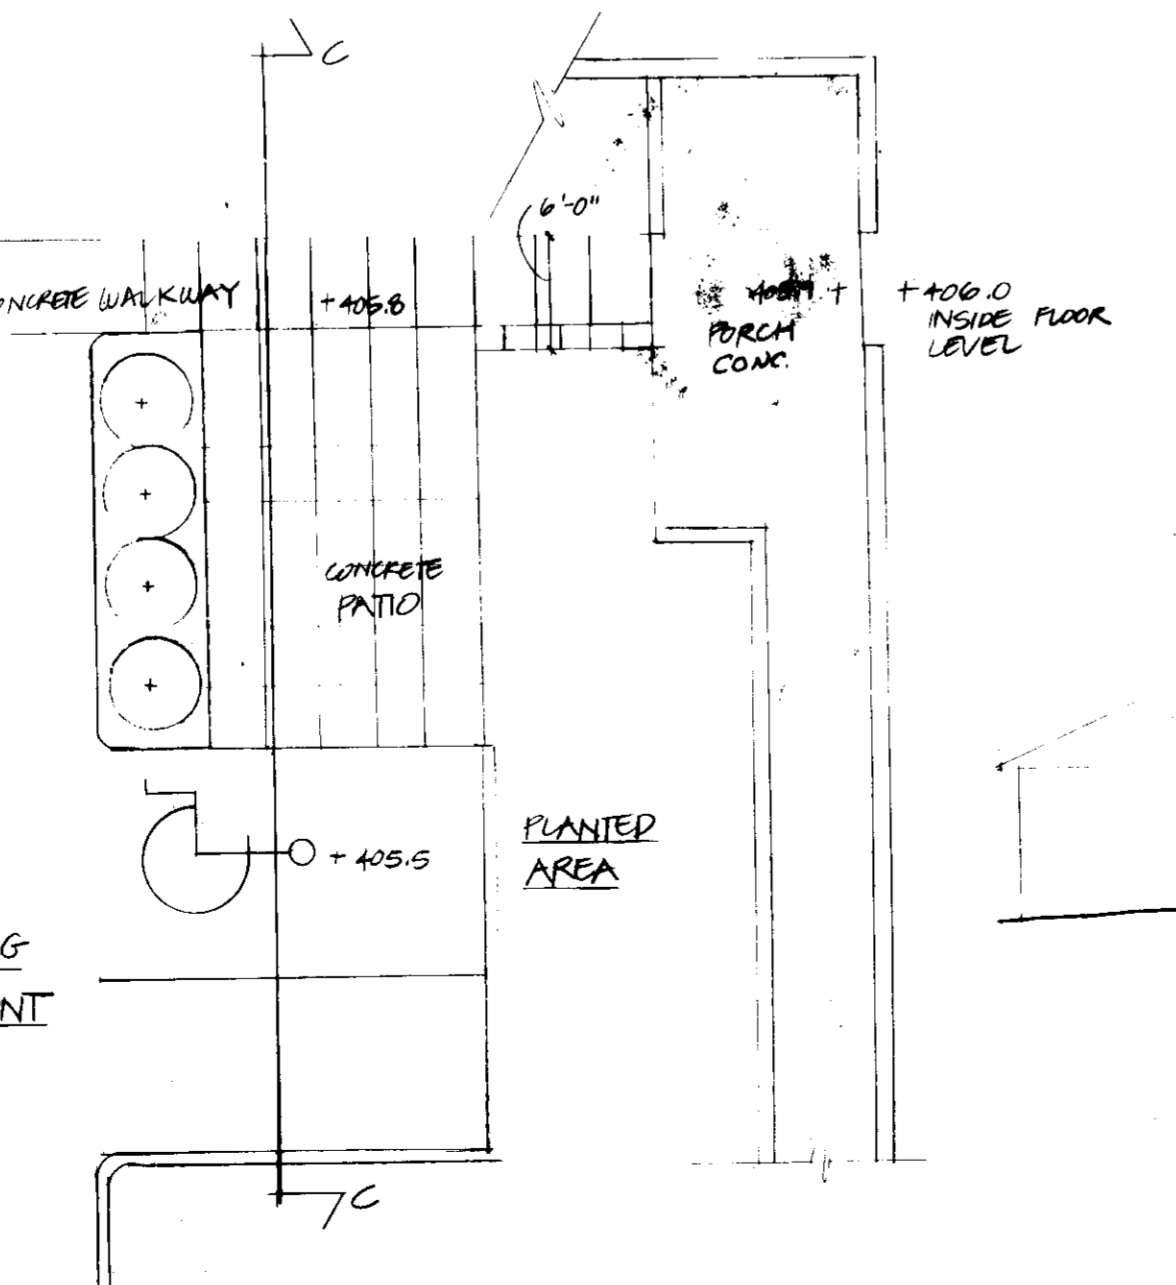 C
6'-0"
ONCRETE WALKWAY
+405.8
+
+406.0
INSIDE FLOOR
LEVEL
PORCH
CONC.
CONCRETE
PATIO
PLANTED
AREA
+405.5
G
NT
C